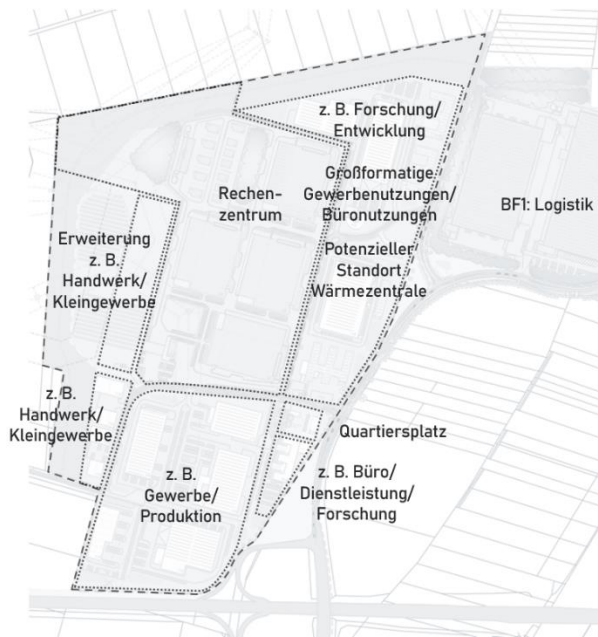 z. B. Forschung/
Entwicklung
Großformatige
Gewerbenutzungen/
Büronutzungen
Rechen-
zentrum
BF1: Logistik
Potenzieller
Standort
Wärmezentrale
Erweiterung
z. B.
Handwerk/
Kleingewerbe
z. B.
Handwerk/
Kleingewerbe
Quartiersplatz
z. B.
Gewerbe/
Produktion
z. B. Büro/
Dienstleistung/
Forschung